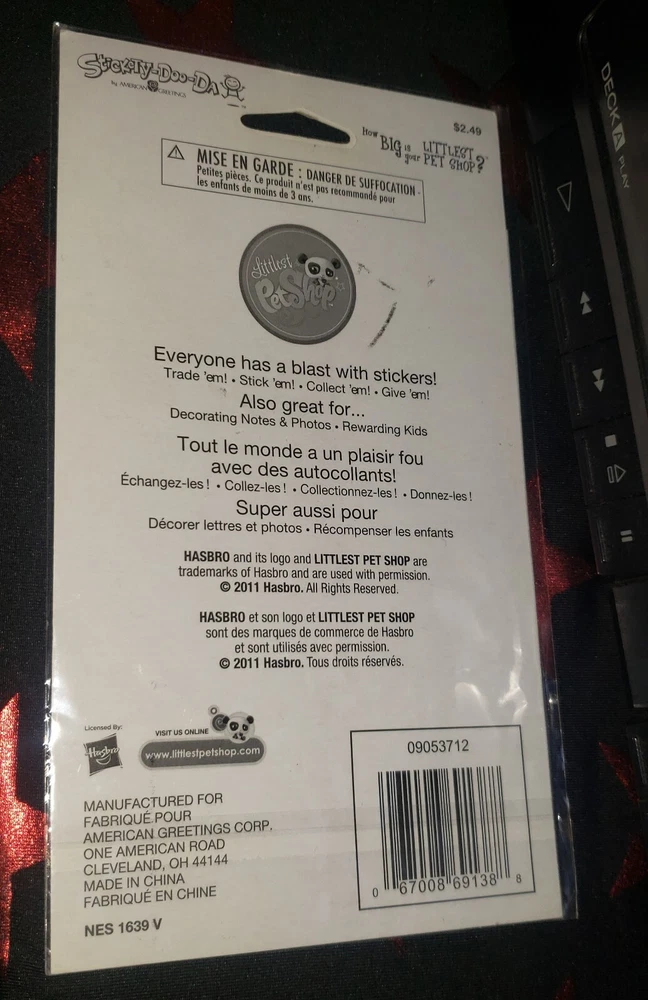 STICK-TY-DOO-DA
by AMERICAN GREETINGS
$2.49
How BIG is your LITTLEST PET SHOP?
MISE EN GARDE : DANGER DE SUFFOCATION -
Petites pièces. Ce produit n'est pas recommandé pour
les enfants de moins de 3 ans.
Littlest
PetShop
Everyone has a blast with stickers!
Trade 'em! • Stick 'em! • Collect 'em! • Give 'em!
Also great for...
Decorating Notes & Photos • Rewarding Kids
Tout le monde a un plaisir fou
avec des autocollants!
Échangez-les ! • Collez-les ! • Collectionnez-les ! • Donnez-les !
Super aussi pour
Décorer lettres et photos • Récompenser les enfants
HASBRO and its logo and LITTLEST PET SHOP are
trademarks of Hasbro and are used with permission.
© 2011 Hasbro. All Rights Reserved.
HASBRO et son logo et LITTLEST PET SHOP
sont des marques de commerce de Hasbro
et sont utilisés avec permission.
© 2011 Hasbro. Tous droits réservés.
Licensed By:
Hasbro
VISIT US ONLINE
www.littlestpetshop.com
MANUFACTURED FOR
FABRIQUÉ POUR
AMERICAN GREETINGS CORP.
ONE AMERICAN ROAD
CLEVELAND, OH 44144
MADE IN CHINA
FABRIQUÉ EN CHINE
NES 1639 V
09053712
0 67008 69138 8
DECK A PLAY